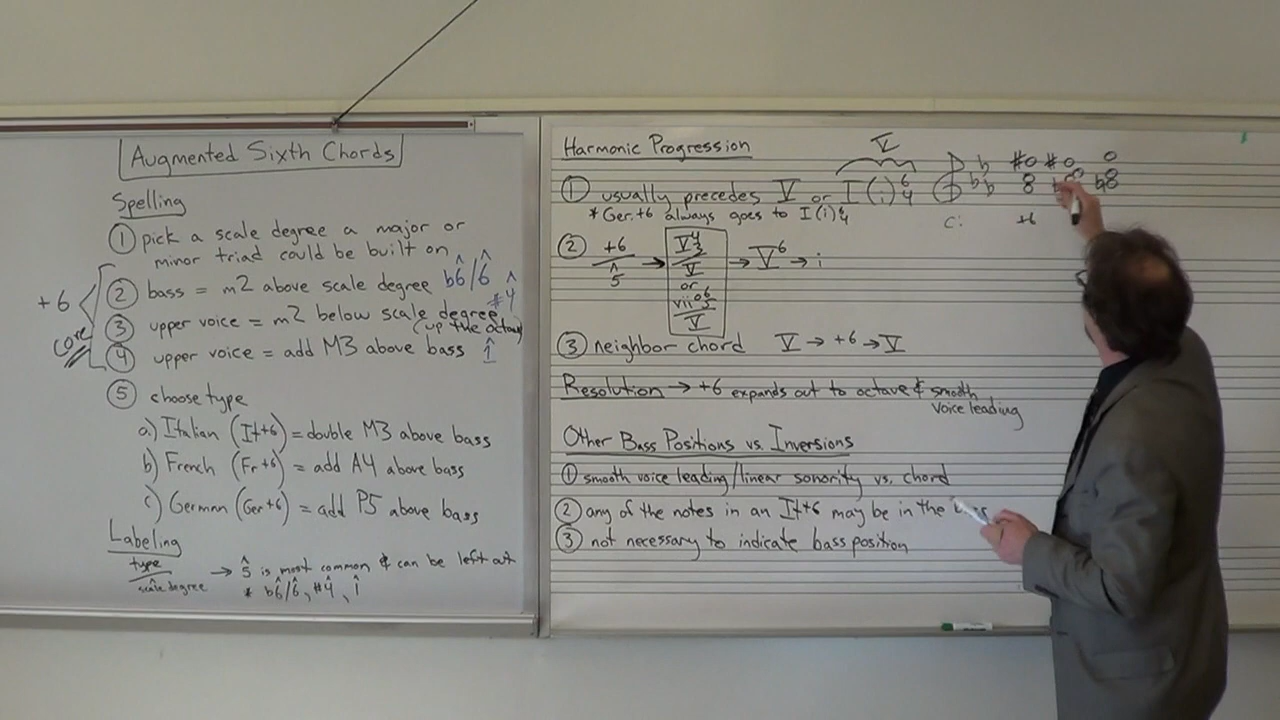 Augmented Sixth Chords
Spelling
① pick a scale degree a major or
minor triad could be built on
+6
core
② bass = m2 above scale degree b6̂/6̂
③ upper voice = m2 below scale degree #4̂
(up the octave)
④ upper voice = add M3 above bass 1̂
⑤ choose type
a.) Italian (It+6) = double M3 above bass
b) French (Fr+6) = add A4 above bass
c) German (Ger+6) = add P5 above bass
Labeling
type
scale degree
→ 5̂ is most common & can be left out
* b6̂/6̂, #4̂, 1̂
Harmonic Progression
V
① usually precedes V or I(i)6/4
* Ger.+6 always goes to I(i)6/4
② +6/5̂ → V4/3/V or viio6/5/V → V6 → i
③ neighbor chord V → +6 → V
Resolution → +6 expands out to octave & smooth
voice leading
Other Bass Positions vs. Inversions
① smooth voice leading/linear sonority vs. chord
② any of the notes in an It+6 may be in the
③ not necessary to indicate bass position
c: